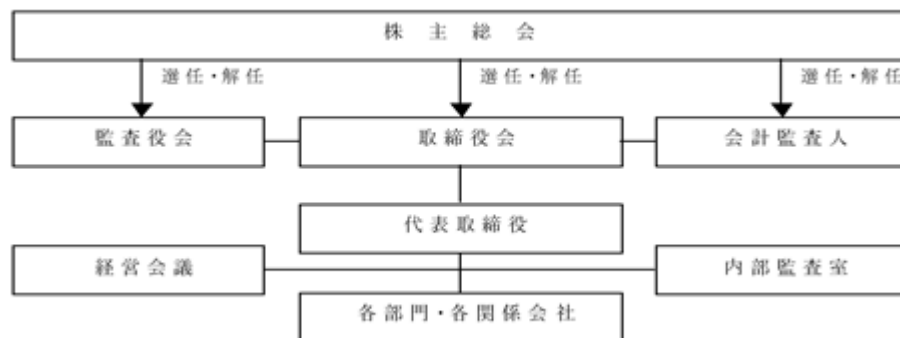 株主総会
選任・解任 選任・解任 選任・解任
監査役会 取締役会 会計監査人
代表取締役
経営会議 内部監査室
各部門・各関係会社